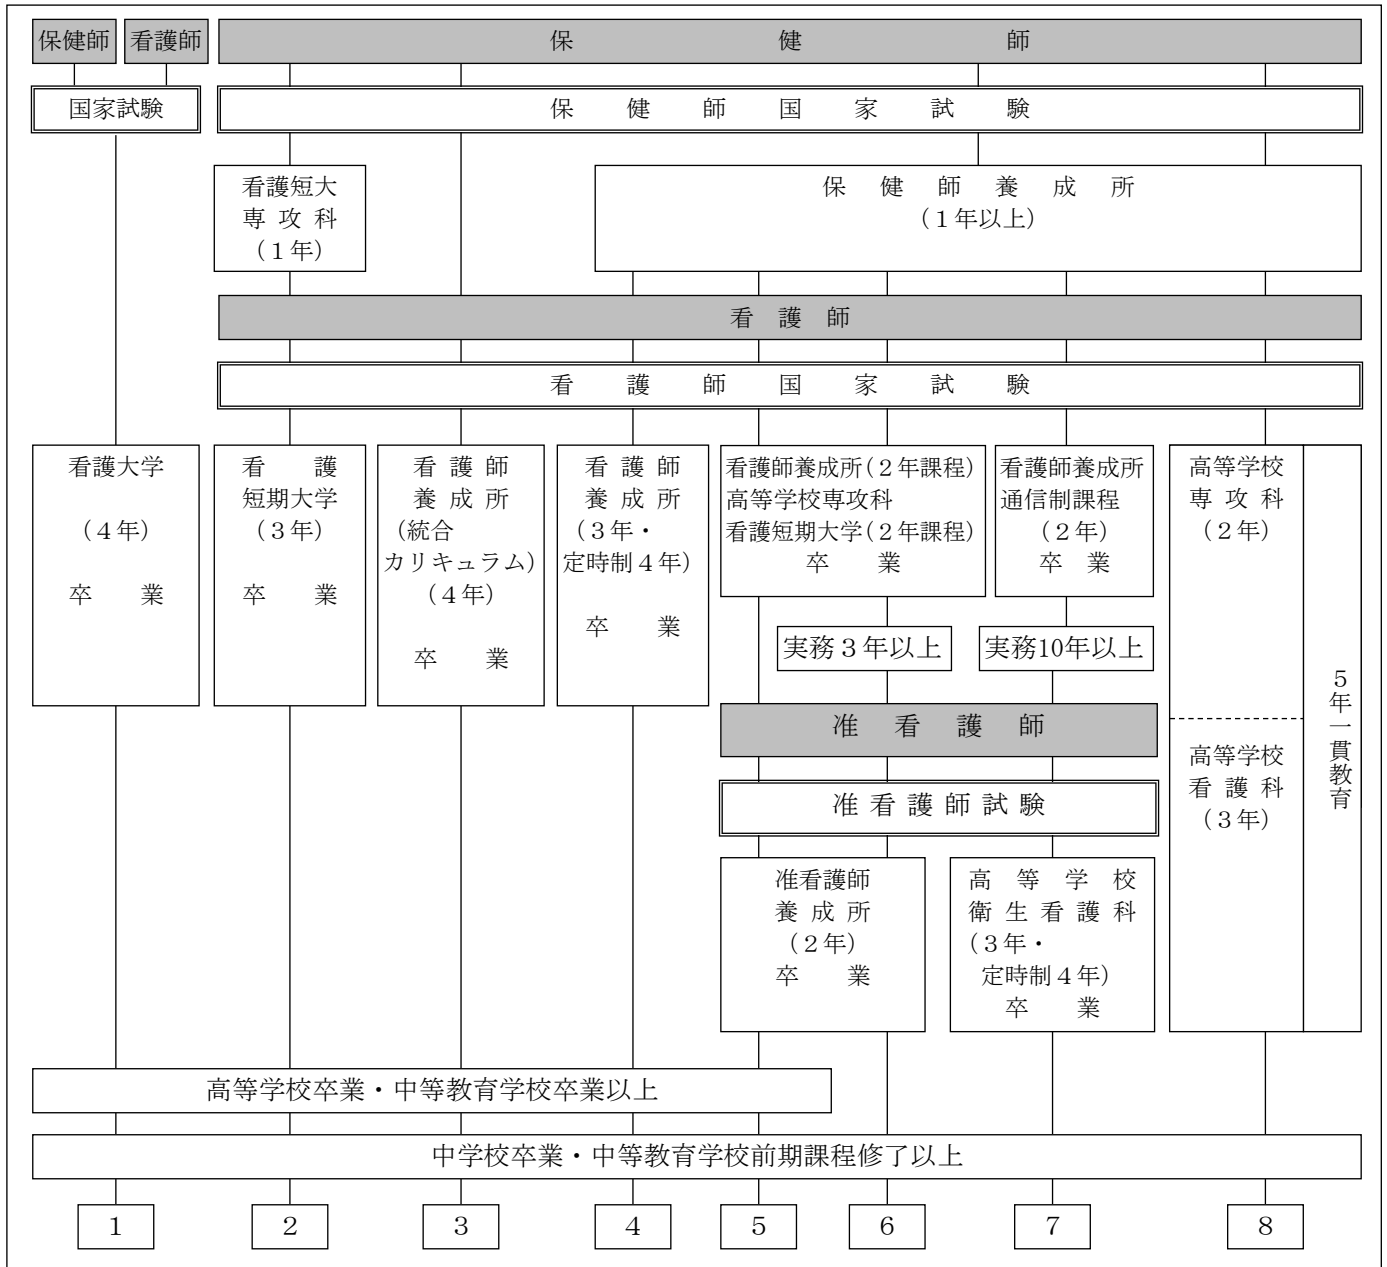 保健師
看護師
保健師
国家試験
保健師国家試験
看護短大
専攻科
（１年）
保健師養成所
（１年以上）
看護師
看護師国家試験
看護大学
（４年）
卒業
看護
短期大学
（３年）
卒業
看護師
養成所
（統合
カリキュラム）
（４年）
卒業
看護師
養成所
（３年・
定時制４年）
卒業
看護師養成所（２年課程）
高等学校専攻科
看護短期大学（２年課程）
卒業
看護師養成所
通信制課程
（２年）
卒業
高等学校
専攻科
（２年）
実務３年以上
実務10年以上
准看護師
准看護師試験
高等学校
看護科
（３年）
５年一貫教育
准看護師
養成所
（２年）
卒業
高等学校
衛生看護科
（３年・
定時制４年）
卒業
高等学校卒業・中等教育学校卒業以上
中学校卒業・中等教育学校前期課程修了以上
１
２
３
４
５
６
７
８